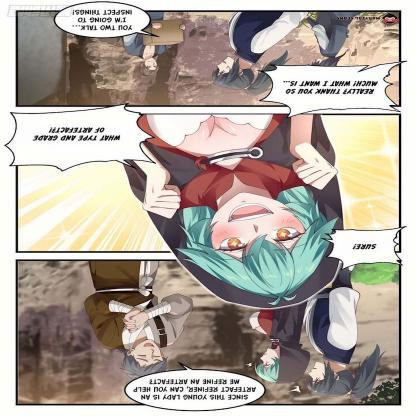 SINCE THIS YOUNG LADY IS AN
ARTEFACT REFINER, CAN YOU HELP
ME REFINE AN ARTEFACT?
SURE!
WHAT TYPE AND GRADE
OF ARTEFACT?!
REALLY? THANK YOU SO
MUCH! WHAT I WANT IS...
YOU TWO TALK...
I'M GOING TO
INSPECT THINGS!